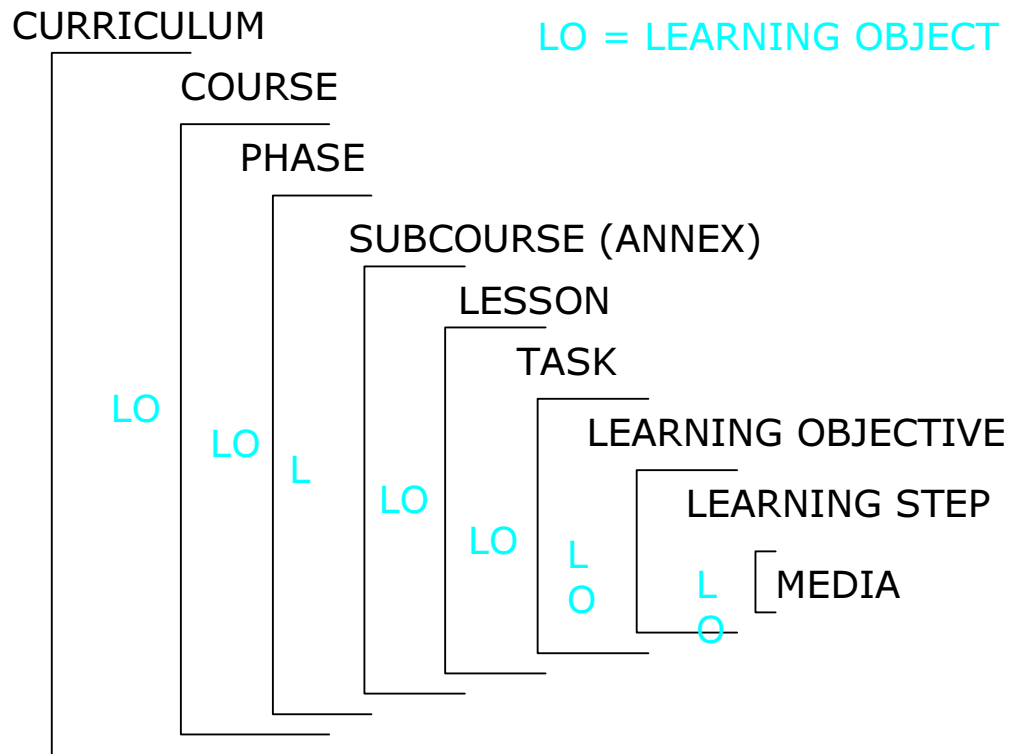 CURRICULUM
LO = LEARNING OBJECT
COURSE
PHASE
SUBCOURSE (ANNEX)
LESSON
TASK
LO
LEARNING OBJECTIVE
LO
L
LO
LEARNING STEP
LO
L
O
L
O
MEDIA